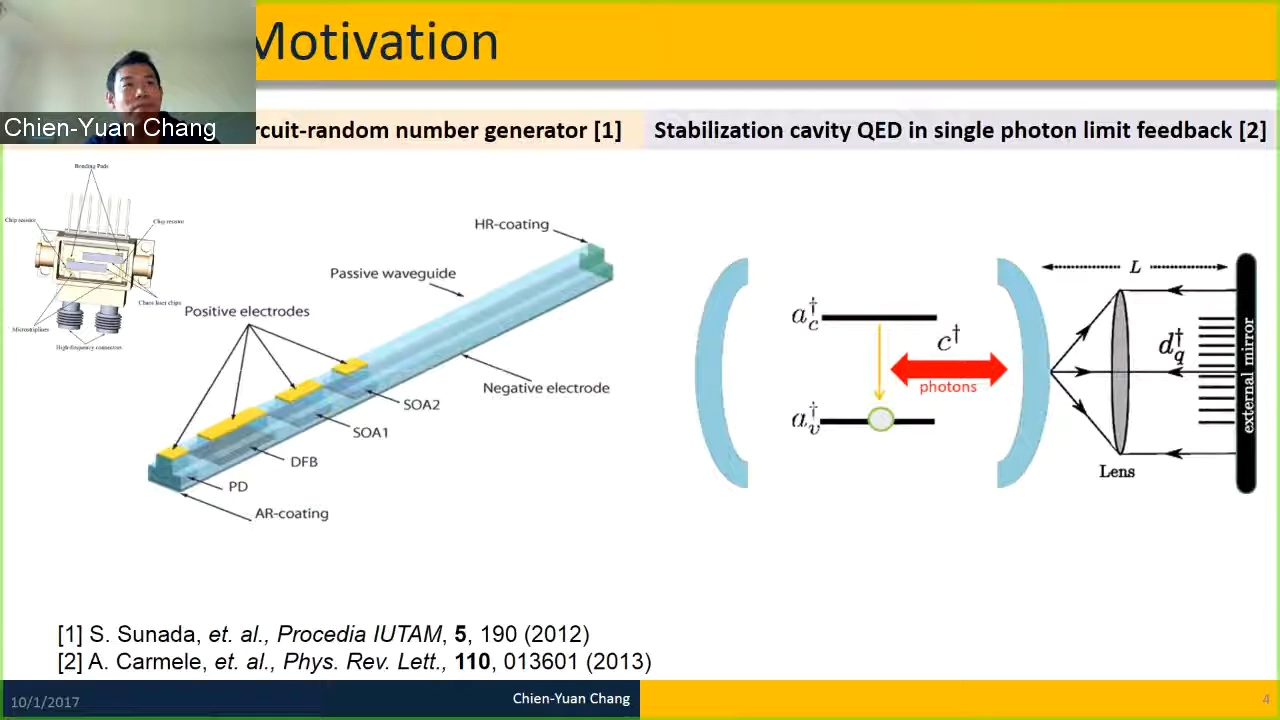 Motivation
Chien-Yuan Chang
rcuit-random number generator [1]
Stabilization cavity QED in single photon limit feedback [2]
Bonding Pads
Chip resistor
Chip resistor
Chaos laser chips
Microstriplines
High-frequency connectors
HR-coating
Passive waveguide
Positive electrodes
Negative electrode
SOA2
SOA1
DFB
PD
AR-coating
a†c
c†
photons
a†v
L
d†q
external mirror
Lens
[1] S. Sunada, et. al., Procedia IUTAM, 5, 190 (2012)
[2] A. Carmele, et. al., Phys. Rev. Lett., 110, 013601 (2013)
10/1/2017
Chien-Yuan Chang
4